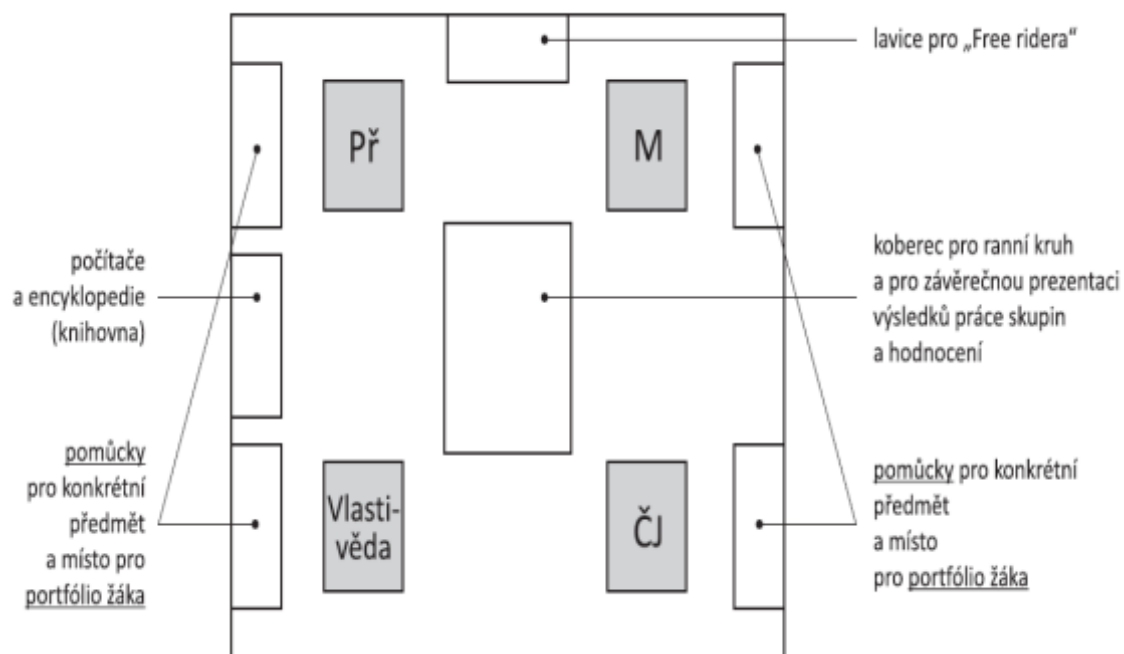 lavice pro „Free ridera“
Př
M
počítače
a encyklopedie
(knihovna)
koberec pro ranní kruh
a pro závěrečnou prezentaci
výsledků práce skupin
a hodnocení
pomůcky
pro konkrétní
předmět
a místo pro
portfólio žáka
Vlasti-
věda
ČJ
pomůcky pro konkrétní
předmět
a místo
pro portfólio žáka